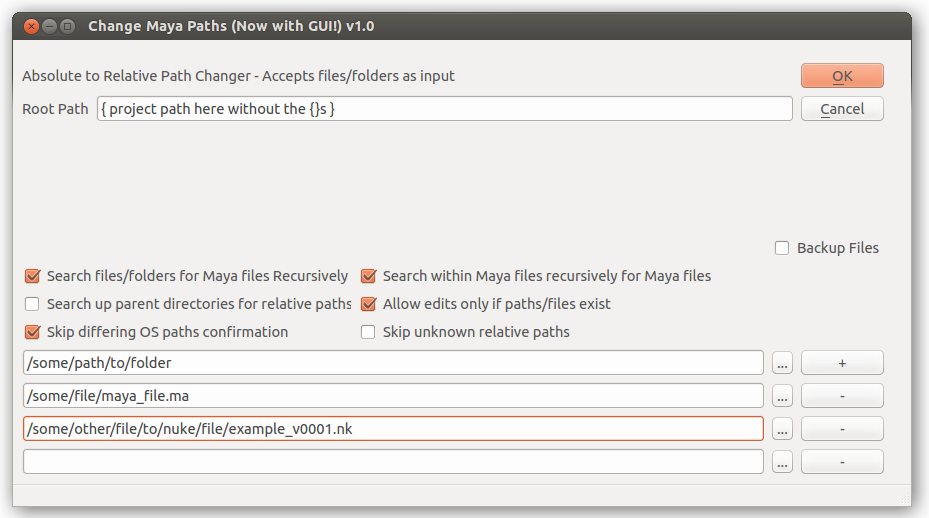 Change Maya Paths (Now with GUI!) v1.0
Absolute to Relative Path Changer - Accepts files/folders as input
OK
Root Path
{ project path here without the {}s }
Cancel
Backup Files
Search files/folders for Maya files Recursively
Search within Maya files recursively for Maya files
Search up parent directories for relative paths
Allow edits only if paths/files exist
Skip differing OS paths confirmation
Skip unknown relative paths
/some/path/to/folder
...
+
/some/file/maya_file.ma
...
-
/some/other/file/to/nuke/file/example_v0001.nk
...
-
...
-